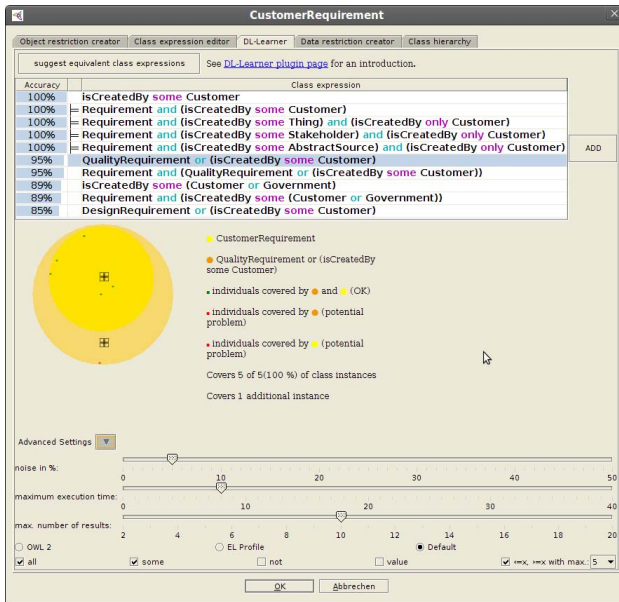 CustomerRequirement
Object restriction creator Class expression editor DL-Learner Data restriction creator Class hierarchy
suggest equivalent class expressions See DL-Learner plugin page for an introduction.
Accuracy Class expression
100% isCreatedBy some Customer
100% = Requirement and (isCreatedBy some Customer)
100% = Requirement and (isCreatedBy some Thing) and (isCreatedBy only Customer)
100% = Requirement and (isCreatedBy some Stakeholder) and (isCreatedBy only Customer)
100% = Requirement and (isCreatedBy some AbstractSource) and (isCreatedBy only Customer)
95% QualityRequirement or (isCreatedBy some Customer)
95% Requirement and (QualityRequirement or (isCreatedBy some Customer))
89% isCreatedBy some (Customer or Government)
89% Requirement and (isCreatedBy some (Customer or Government))
85% DesignRequirement or (isCreatedBy some Customer)
ADD
CustomerRequirement
QualityRequirement or (isCreatedBy
some Customer)
individuals covered by and (OK)
individuals covered by (potential
problem)
individuals covered by (potential
problem)
Covers 5 of 5(100 %) of class instances
Covers 1 additional instance
Advanced Settings
noise in %:
0 10 20 30 40 50
maximum execution time:
0 10 20 30 40
max. number of results:
2 4 6 8 10 12 14 16 18 20
OWL 2 EL Profile Default
all some not value <=x, >=x with max.: 5
OK Abbrechen